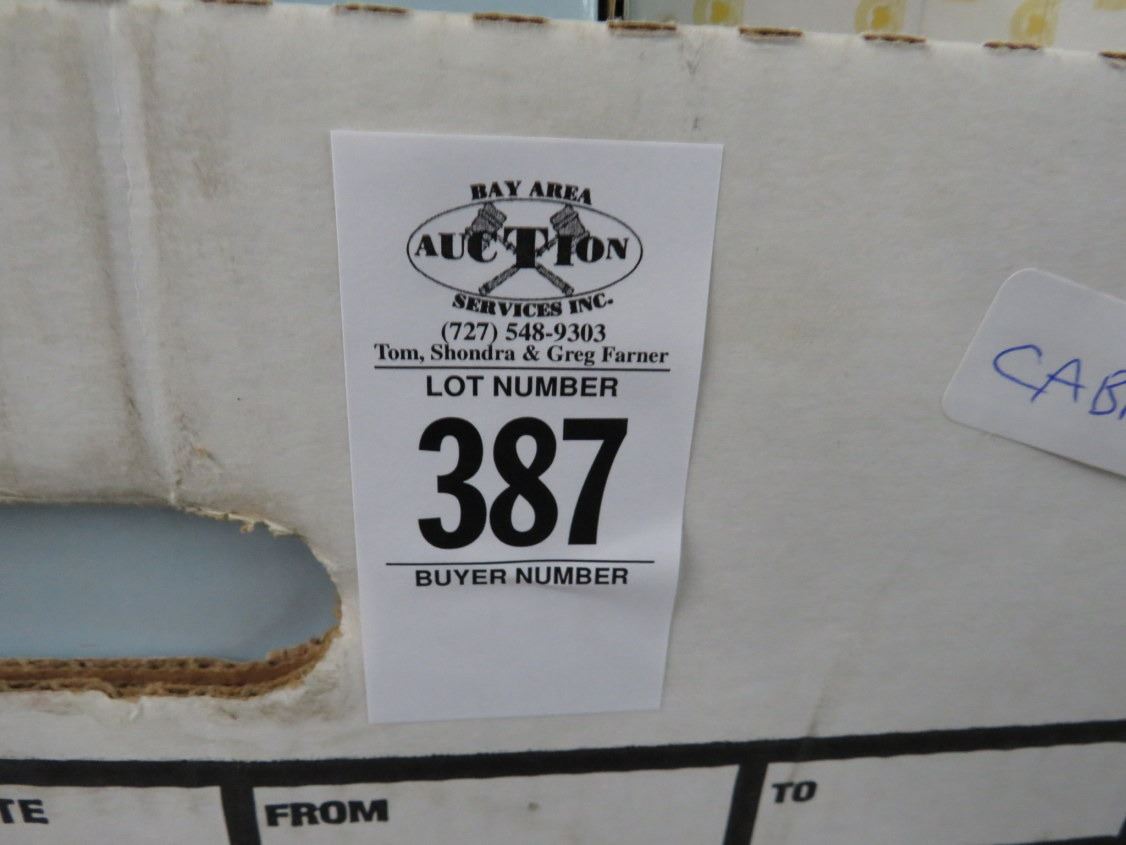 BAY AREA
AUCTION
SERVICES INC.
(727) 548-9303
Tom, Shondra & Greg Farner
LOT NUMBER
387
BUYER NUMBER
FROM
TO